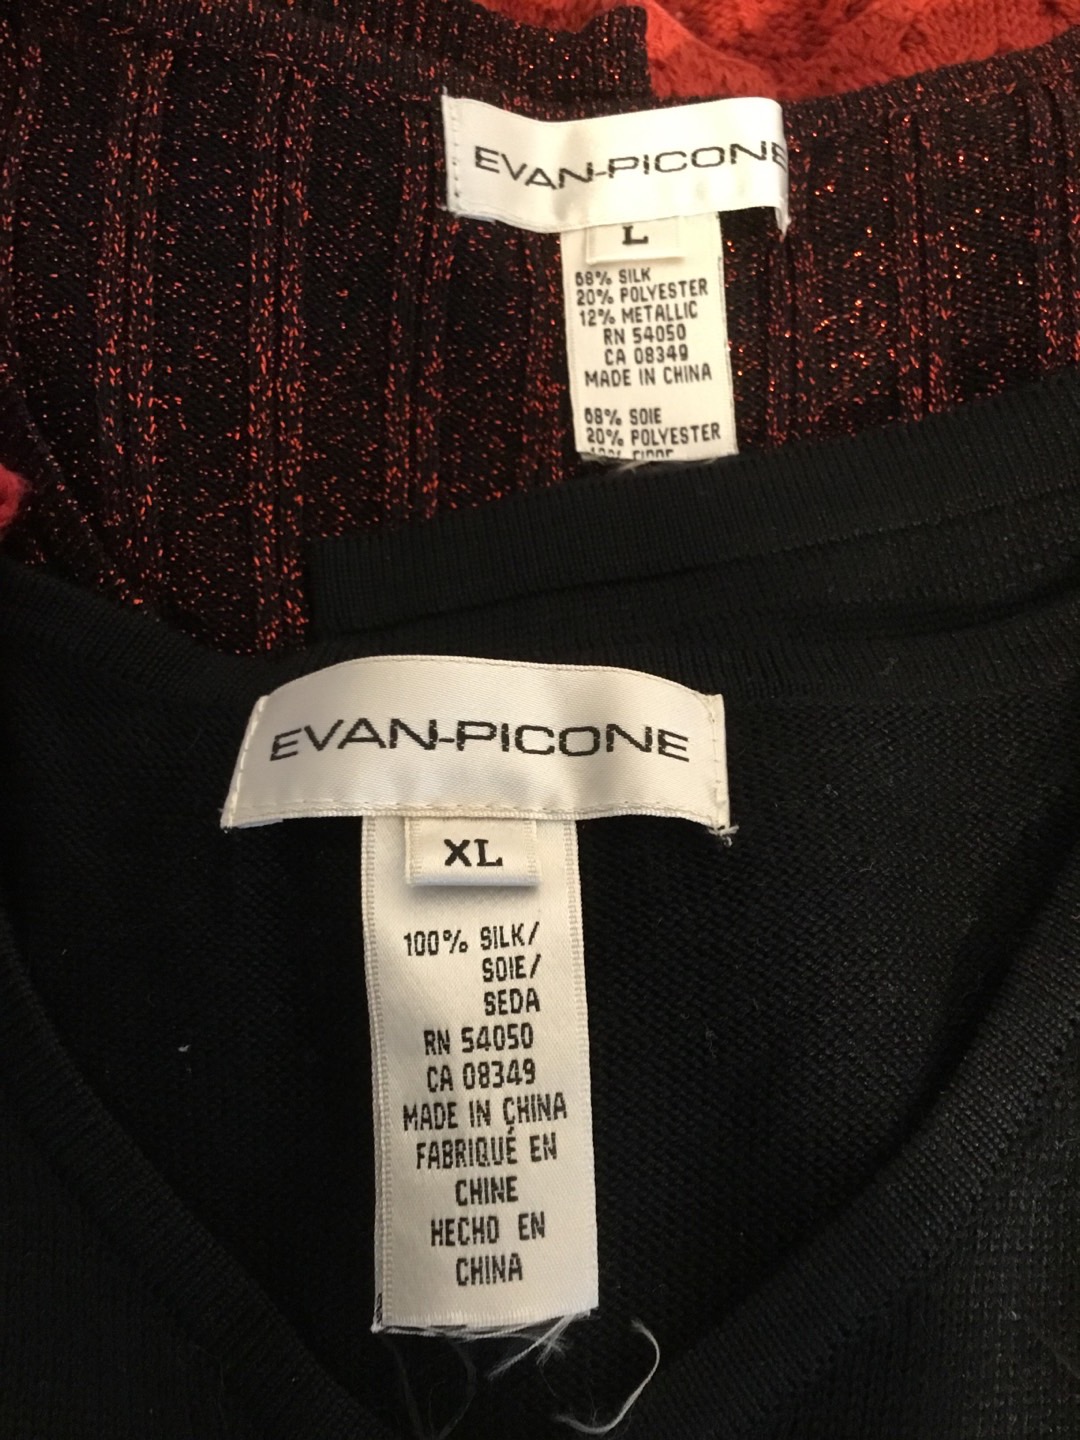 EVAN-PICONE
L
68% SILK
20% POLYESTER
12% METALLIC
RN 54050
CA 08349
MADE IN CHINA
68% SOIE
20% POLYESTER
EVAN-PICONE
XL
100% SILK/
SOIE/
SEDA
RN 54050
CA 08349
MADE IN CHINA
FABRIQUÉ EN
CHINE
HECHO EN
CHINA